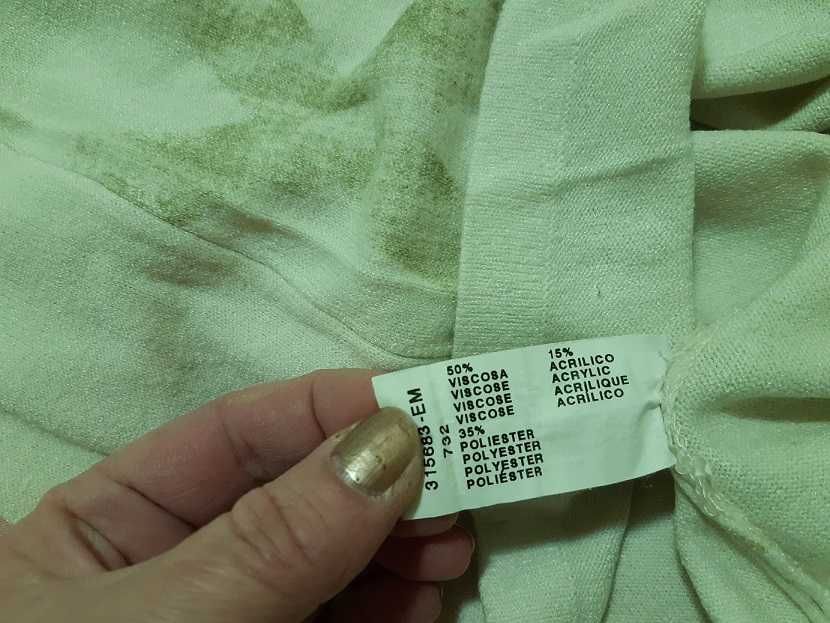 50%
VISCOSA
VISCOSE
VISCOSE
VISCOSE
35%
POLIESTER
POLYESTER
POLYESTER
POLIÉSTER
15%
ACRILICO
ACRYLIC
ACRILIQUE
ACRÍLICO
315683-EM
732